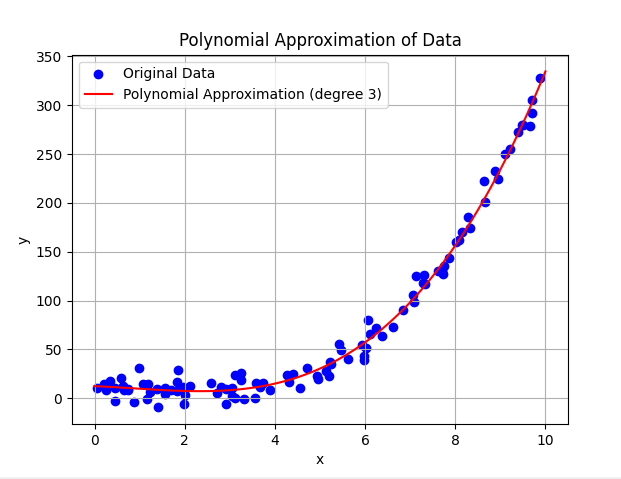 Polynomial Approximation of Data
Original Data
Polynomial Approximation (degree 3)
350
300
250
200
150
100
50
0
y
0 2 4 6 8 10
x